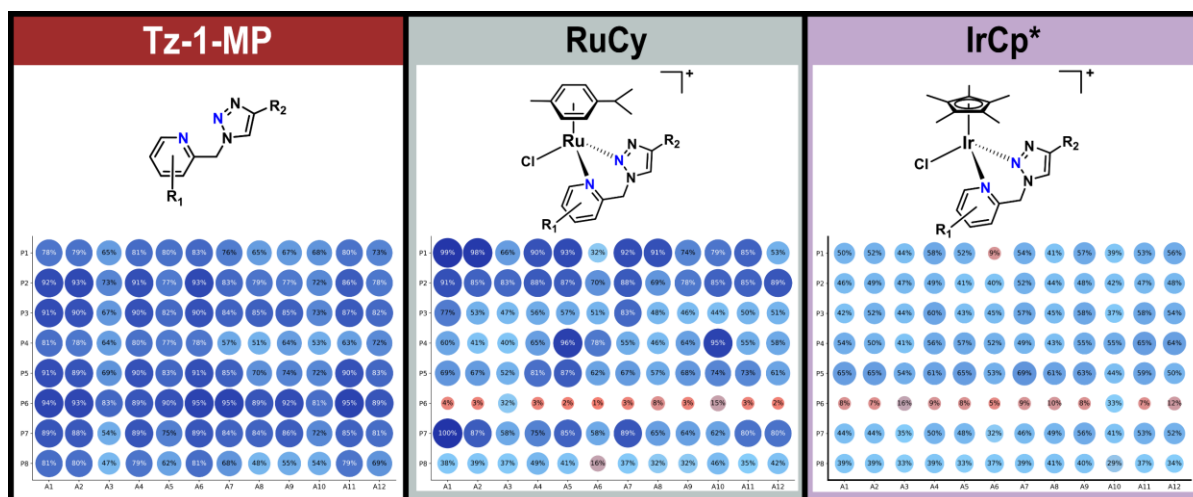 Tz-1-MP
N
N N
N
R2
R1
P1 78% 79% 65% 81% 80% 83% 76% 65% 67% 68% 80% 73%
P2 92% 93% 73% 91% 77% 93% 83% 79% 77% 72% 86% 78%
P3 91% 90% 67% 90% 82% 90% 84% 85% 85% 73% 87% 82%
P4 81% 78% 64% 80% 77% 78% 57% 51% 64% 53% 63% 72%
P5 91% 89% 69% 90% 83% 91% 85% 70% 74% 72% 90% 83%
P6 94% 93% 83% 89% 90% 95% 95% 89% 92% 81% 95% 89%
P7 89% 88% 54% 89% 75% 89% 84% 84% 86% 72% 85% 81%
P8 81% 80% 47% 79% 62% 81% 68% 48% 55% 54% 79% 69%
A1 A2 A3 A4 A5 A6 A7 A8 A9 A10 A11 A12
RuCy
+
Ru
Cl
R2
N N
N N
R1
P1 99% 98% 66% 90% 93% 32% 92% 91% 74% 79% 85% 53%
P2 91% 85% 83% 88% 87% 70% 88% 69% 78% 85% 85% 89%
P3 77% 53% 47% 56% 57% 51% 83% 48% 46% 44% 50% 51%
P4 60% 41% 40% 65% 96% 78% 55% 46% 64% 95% 55% 58%
P5 69% 67% 52% 81% 87% 62% 67% 57% 68% 74% 73% 61%
P6 4% 3% 32% 3% 2% 1% 3% 8% 3% 15% 3% 2%
P7 100% 87% 58% 75% 85% 58% 89% 65% 64% 62% 80% 80%
P8 38% 39% 37% 49% 41% 16% 37% 32% 32% 46% 35% 42%
A1 A2 A3 A4 A5 A6 A7 A8 A9 A10 A11 A12
IrCp*
+
Ir
Cl
R2
N N
N N
R1
P1 50% 52% 44% 58% 52% 9% 54% 41% 57% 39% 53% 56%
P2 46% 49% 47% 49% 41% 40% 52% 44% 48% 42% 47% 48%
P3 42% 52% 44% 60% 43% 45% 57% 45% 58% 37% 58% 54%
P4 54% 50% 41% 56% 57% 52% 49% 43% 55% 55% 65% 64%
P5 65% 65% 54% 61% 65% 53% 69% 61% 63% 44% 59% 50%
P6 8% 7% 16% 9% 8% 5% 9% 10% 8% 33% 7% 12%
P7 44% 44% 35% 50% 48% 32% 46% 49% 56% 41% 53% 52%
P8 39% 39% 33% 39% 33% 37% 39% 41% 40% 29% 37% 34%
A1 A2 A3 A4 A5 A6 A7 A8 A9 A10 A11 A12